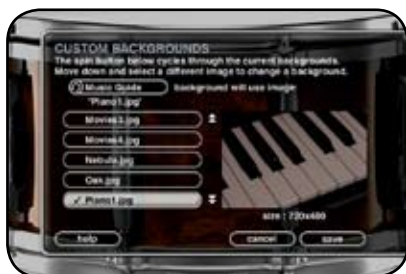 CUSTOM BACKGROUNDS
The spin button below cycles through the current backgrounds.
Move down and select a different image to change a background.
Music Guide background will use image:
"Piano1.jpg"
Movies3.jpg
Movies4.jpg
Nebula.jpg
Oak.jpg
✓ Piano1.jpg
size : 720x480
help cancel save